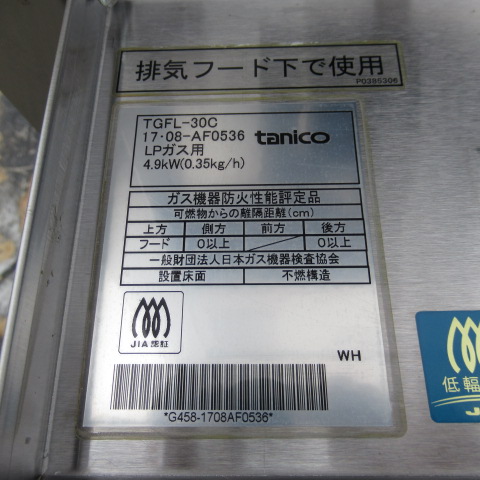 排気フード下で使用
P0385306
TGFL-30C
17·08-AF0536 tanico
LPガス用
4.9kW(0.35kg/h)
ガス機器防火性能評定品
可燃物からの離隔距離(cm)
上方 側方 前方 後方
フード 0以上 0以上
一般財団法人日本ガス機器検査協会
設置床面 不燃構造
JIA認証
WH
*G458-1708AF0536*
低輻